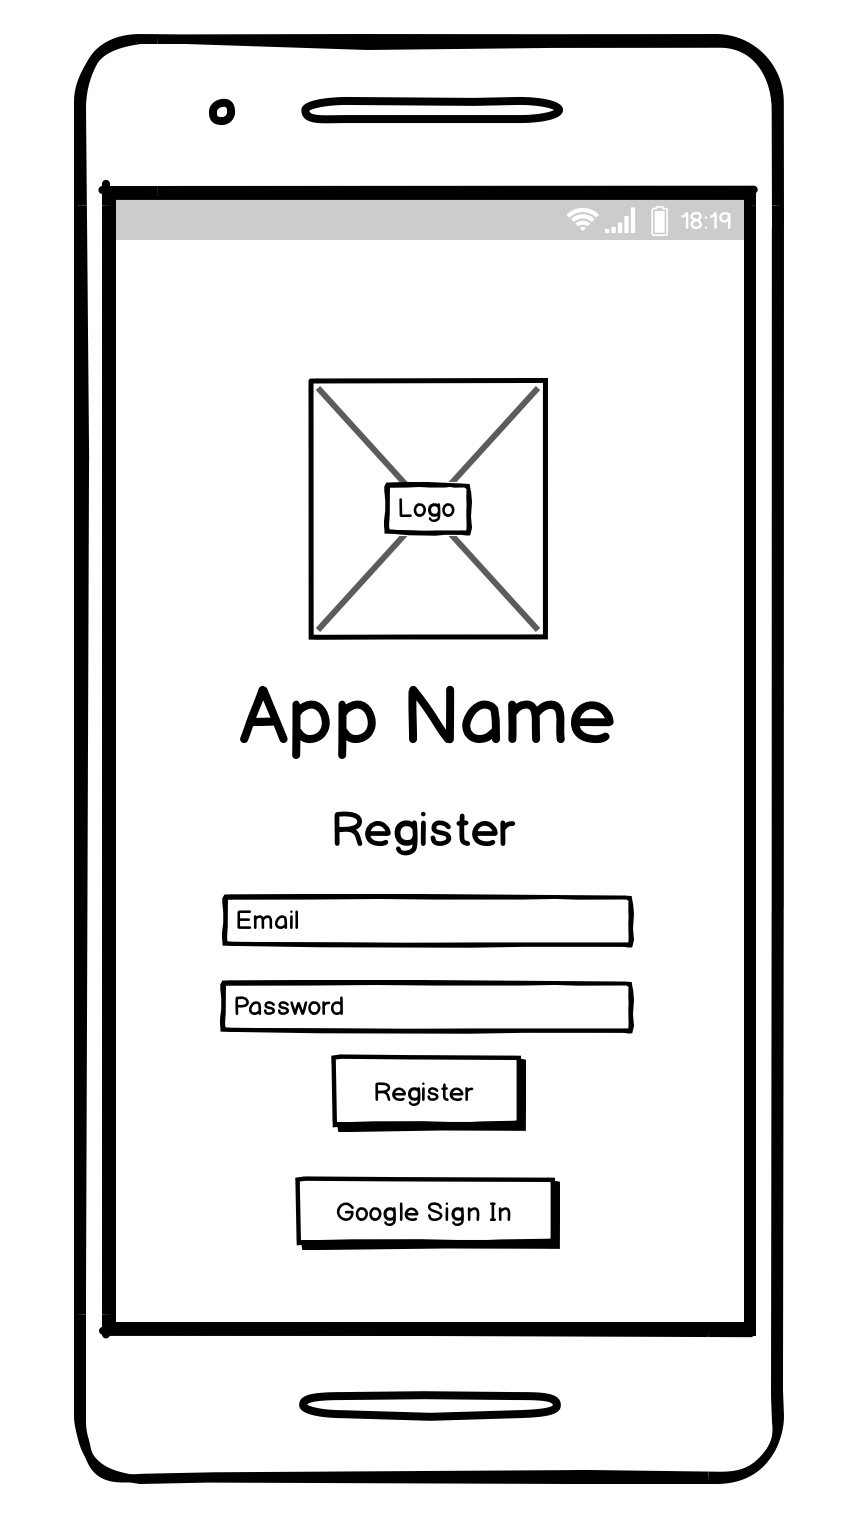 18:19
Logo
App Name
Register
Email
Password
Register
Google Sign In